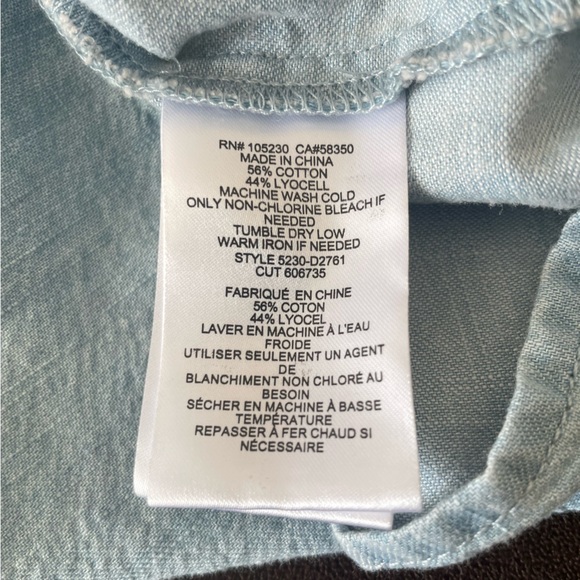 RN# 105230 CA#58350
MADE IN CHINA
56% COTTON
44% LYOCELL
MACHINE WASH COLD
ONLY NON-CHLORINE BLEACH IF
NEEDED
TUMBLE DRY LOW
WARM IRON IF NEEDED
STYLE 5230-D2761
CUT 606735
FABRIQUÉ EN CHINE
56% COTON
44% LYOCEL
LAVER EN MACHINE À L'EAU
FROIDE
UTILISER SEULEMENT UN AGENT
DE
BLANCHIMENT NON CHLORÉ AU
BESOIN
SÉCHER EN MACHINE À BASSE
TEMPÉRATURE
REPASSER À FER CHAUD SI
NÉCESSAIRE